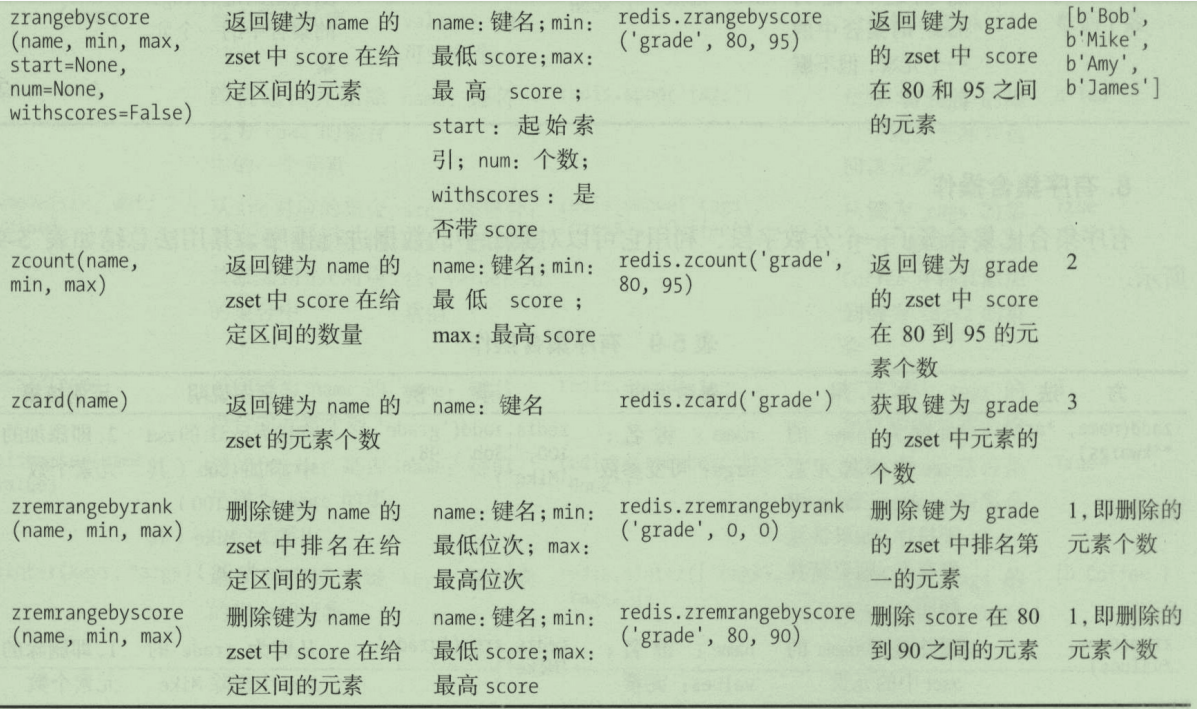 zrangebyscore 返回键为 name 的 name：键名；min： redis.zrangebyscore 返回键为 grade [b'Bob',
(name, min, max, zset 中 score 在给 最低 score；max： ('grade', 80, 95) 的 zset 中 score b'Mike',
start=None, 定区间的元素 最高 score； 在 80 和 95 之间 b'Amy',
num=None, start：起始索 的元素 b'James']
withscores=False) 引；num：个数；
withscores：是
否带 score
8. 有序集合操作
zcount(name, 返回键为 name 的 name：键名；min： redis.zcount('grade', 返回键为 grade 2
min, max) zset 中 score 在给 最低 score； 80, 95) 的 zset 中 score
定区间的数量 max：最高 score 在 80 到 95 的元
素个数
zcard(name) 返回键为 name 的 name：键名 redis.zcard('grade') 获取键为 grade 3
zset 的元素个数 的 zset 中元素的
个数
zremrangebyrank 删除键为 name 的 name：键名；min： redis.zremrangebyrank 删除键为 grade 1，即删除的
(name, min, max) zset 中排名在给 最低位次；max： ('grade', 0, 0) 的 zset 中排名第 元素个数
定区间的元素 最高位次 一的元素
zremrangebyscore 删除键为 name 的 name：键名；min： redis.zremrangebyscore 删除 score 在 80 1，即删除的
(name, min, max) zset 中 score 在给 最低 score；max： ('grade', 80, 90) 到 90 之间的元素 元素个数
定区间的元素 最高 score